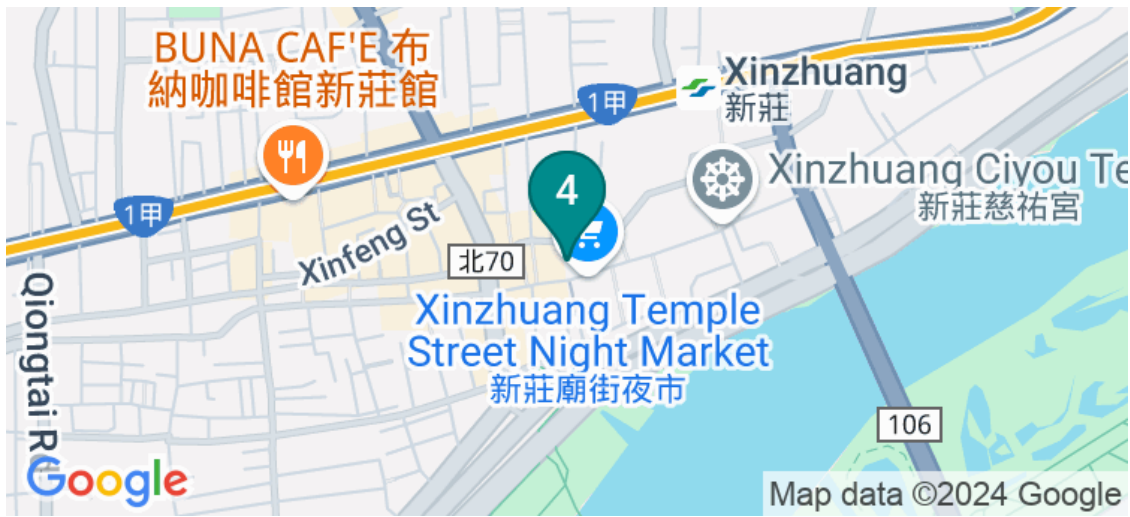 BUNA CAF'E 布
納咖啡館新莊館
1甲
Xinzhuang
新莊
4
Xinzhuang Ciyou Te
新莊慈祐宮
1甲
Xinfeng St
北70
Qiongtai R
Xinzhuang Temple
Street Night Market
新莊廟街夜市
106
Google
Map data ©2024 Google